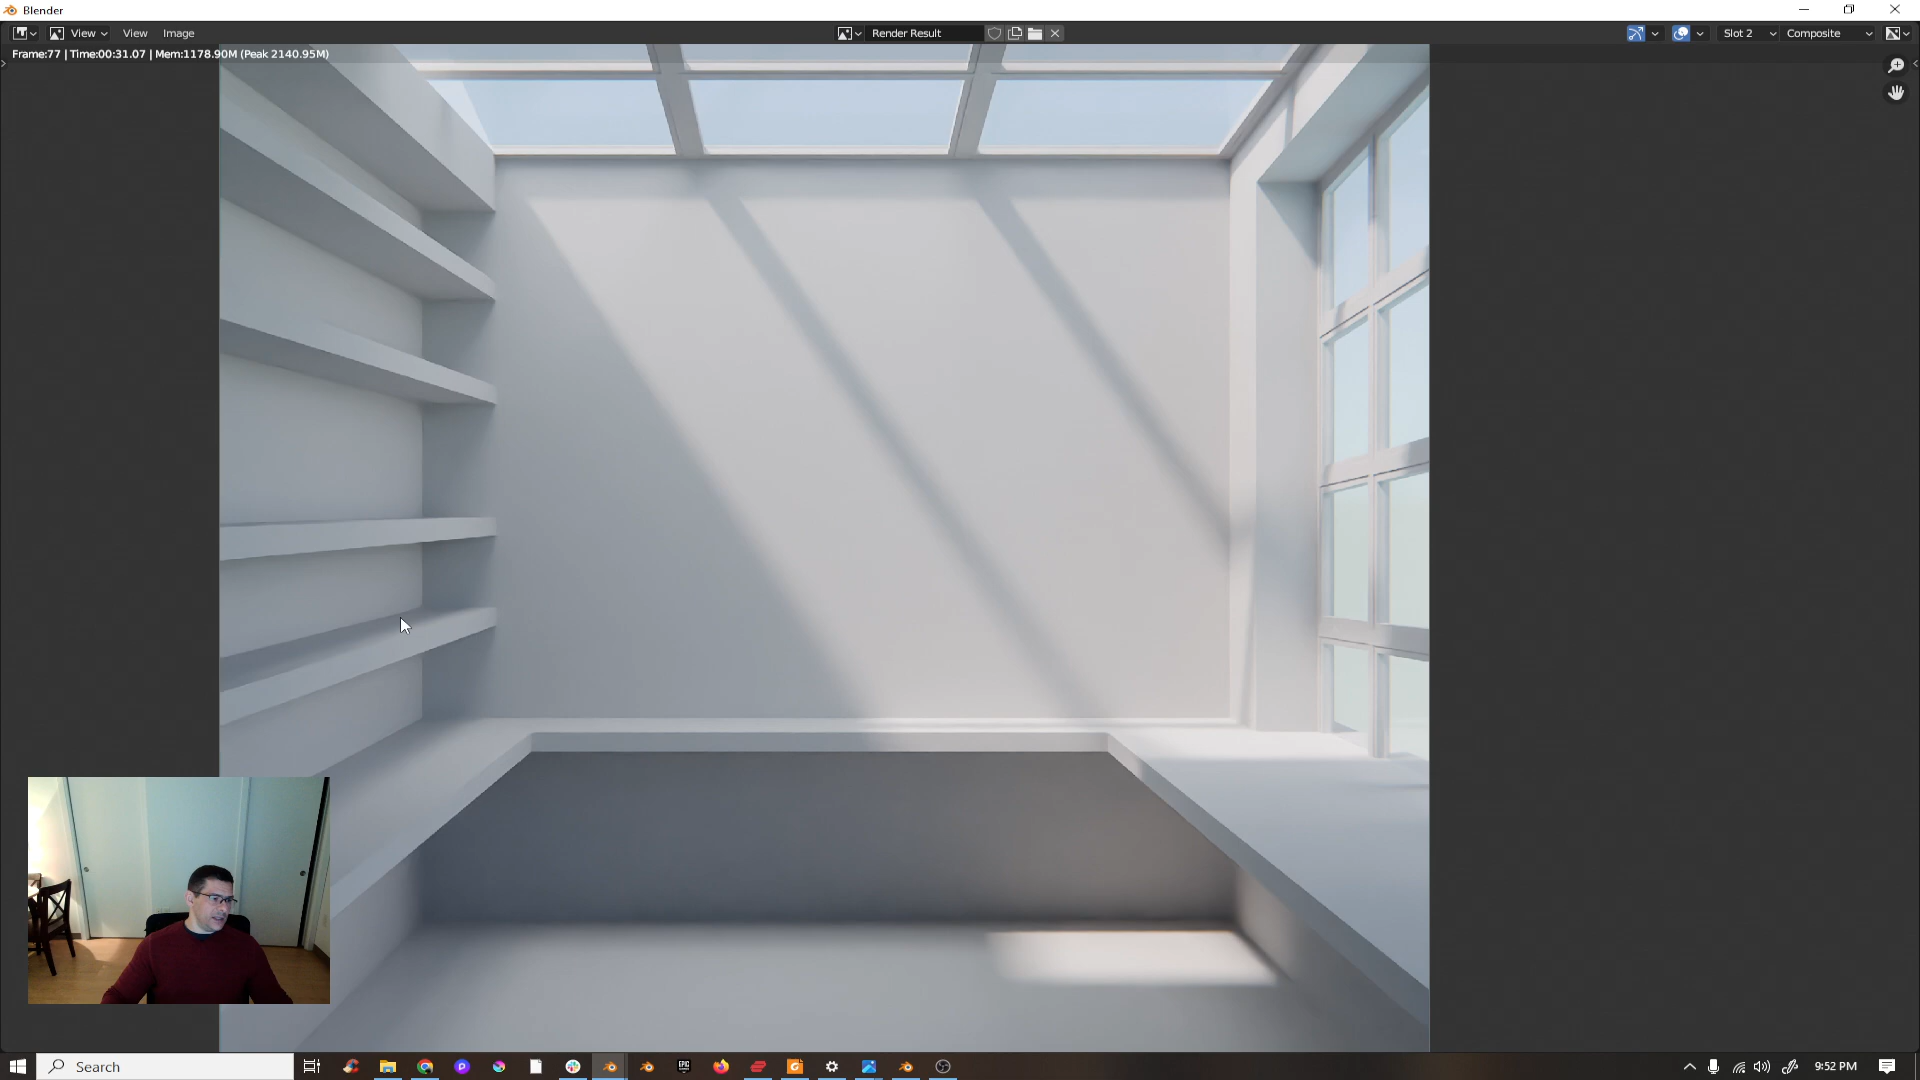 Blender
View View Image Render Result Slot 2 Composite
Frame:77 | Time:00:31.07 | Mem:1178.90M (Peak 2140.95M)
Search
EPIC
9:52 PM